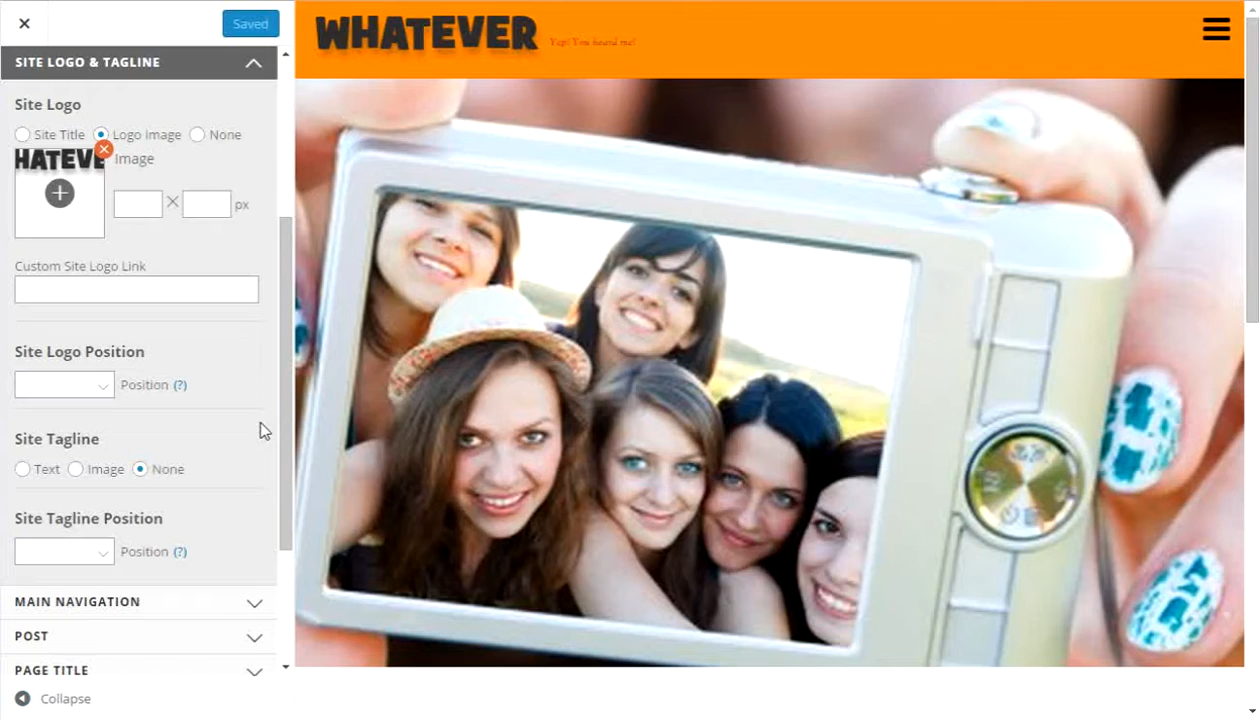 Saved
WHATEVER
Yep! You heard me!
SITE LOGO & TAGLINE
Site Logo
Site Title
Logo Image
None
HATEVE
Image
px
Custom Site Logo Link
Site Logo Position
Position (?)
Site Tagline
Text
Image
None
Site Tagline Position
Position (?)
MAIN NAVIGATION
POST
PAGE TITLE
Collapse